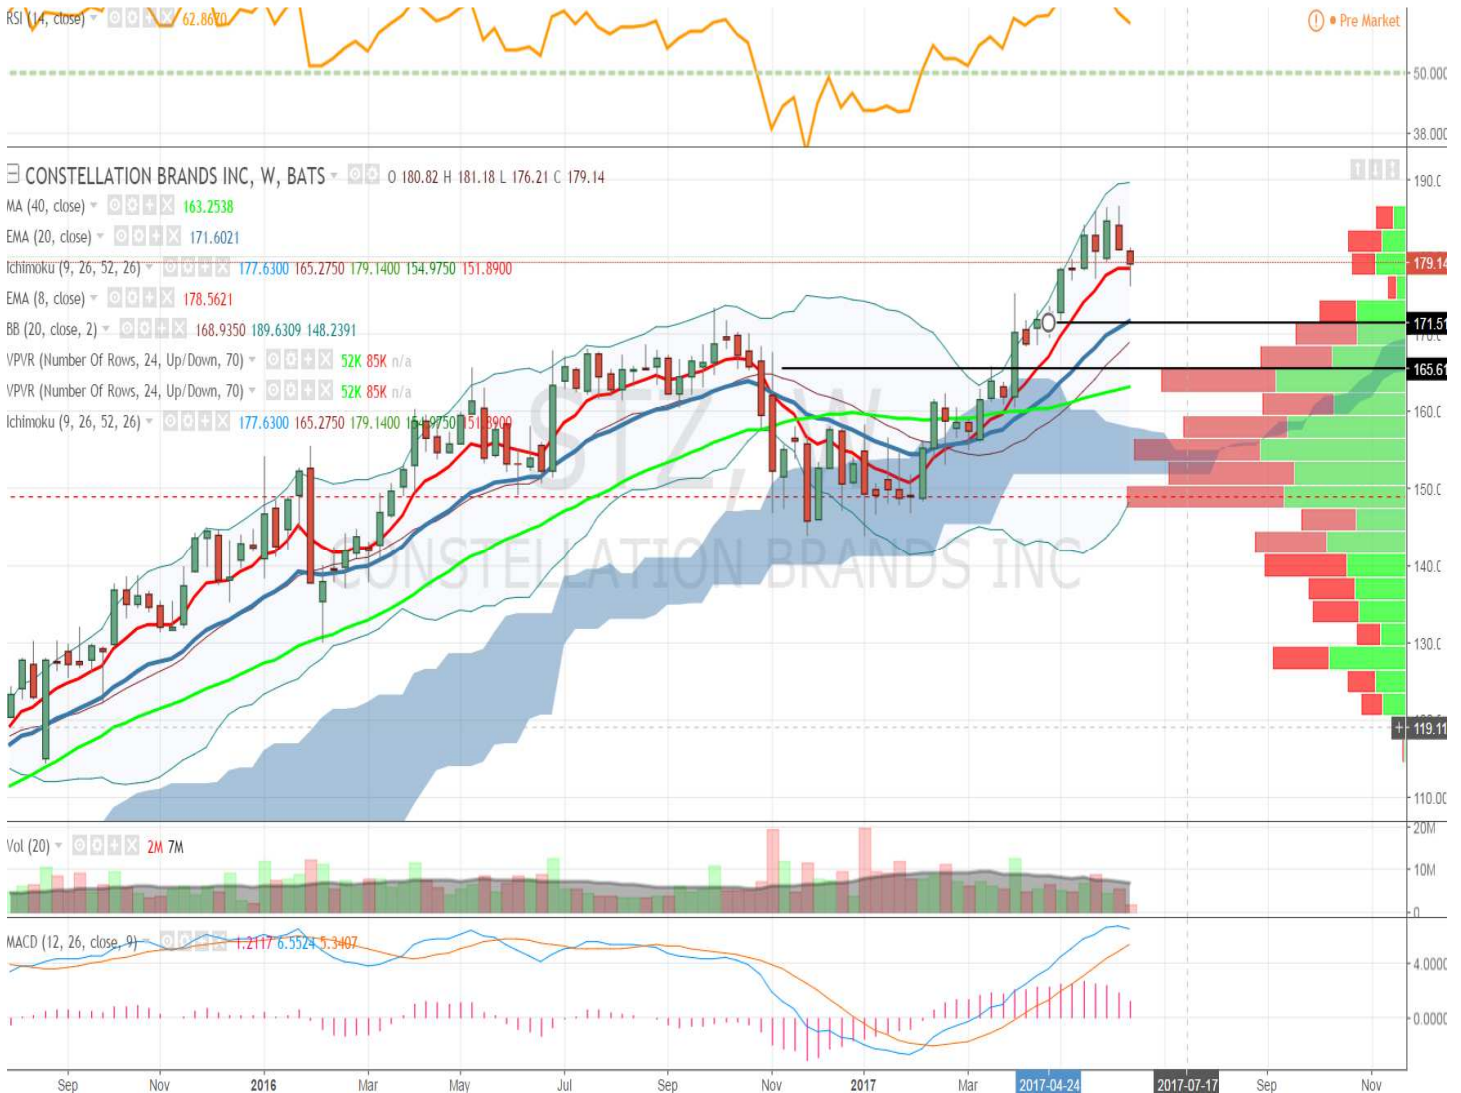 RSI (14, close) 62.8670
Pre Market
50.000
38.000
CONSTELLATION BRANDS INC, W, BATS O 180.82 H 181.18 L 176.21 C 179.14
MA (40, close) 163.2538
EMA (20, close) 171.6021
Ichimoku (9, 26, 52, 26) 177.6300 165.2750 179.1400 154.9750 151.8900
EMA (8, close) 178.5621
BB (20, close, 2) 168.9350 189.6309 148.2391
VPVR (Number Of Rows, 24, Up/Down, 70) 52K 85K n/a
VPVR (Number Of Rows, 24, Up/Down, 70) 52K 85K n/a
Ichimoku (9, 26, 52, 26) 177.6300 165.2750 179.1400 154.9750 151.8900
STZ, W
CONSTELLATION BRANDS INC
190.0
179.14
171.51
170.0
165.61
160.0
150.0
140.0
130.0
119.11
110.00
Vol (20) 2M 7M
20M
10M
0
MACD (12, 26, close, 9) 1.2117 6.5524 5.3407
4.0000
0.0000
Sep Nov 2016 Mar May Jul Sep Nov 2017 Mar 2017-04-24 2017-07-17 Sep Nov